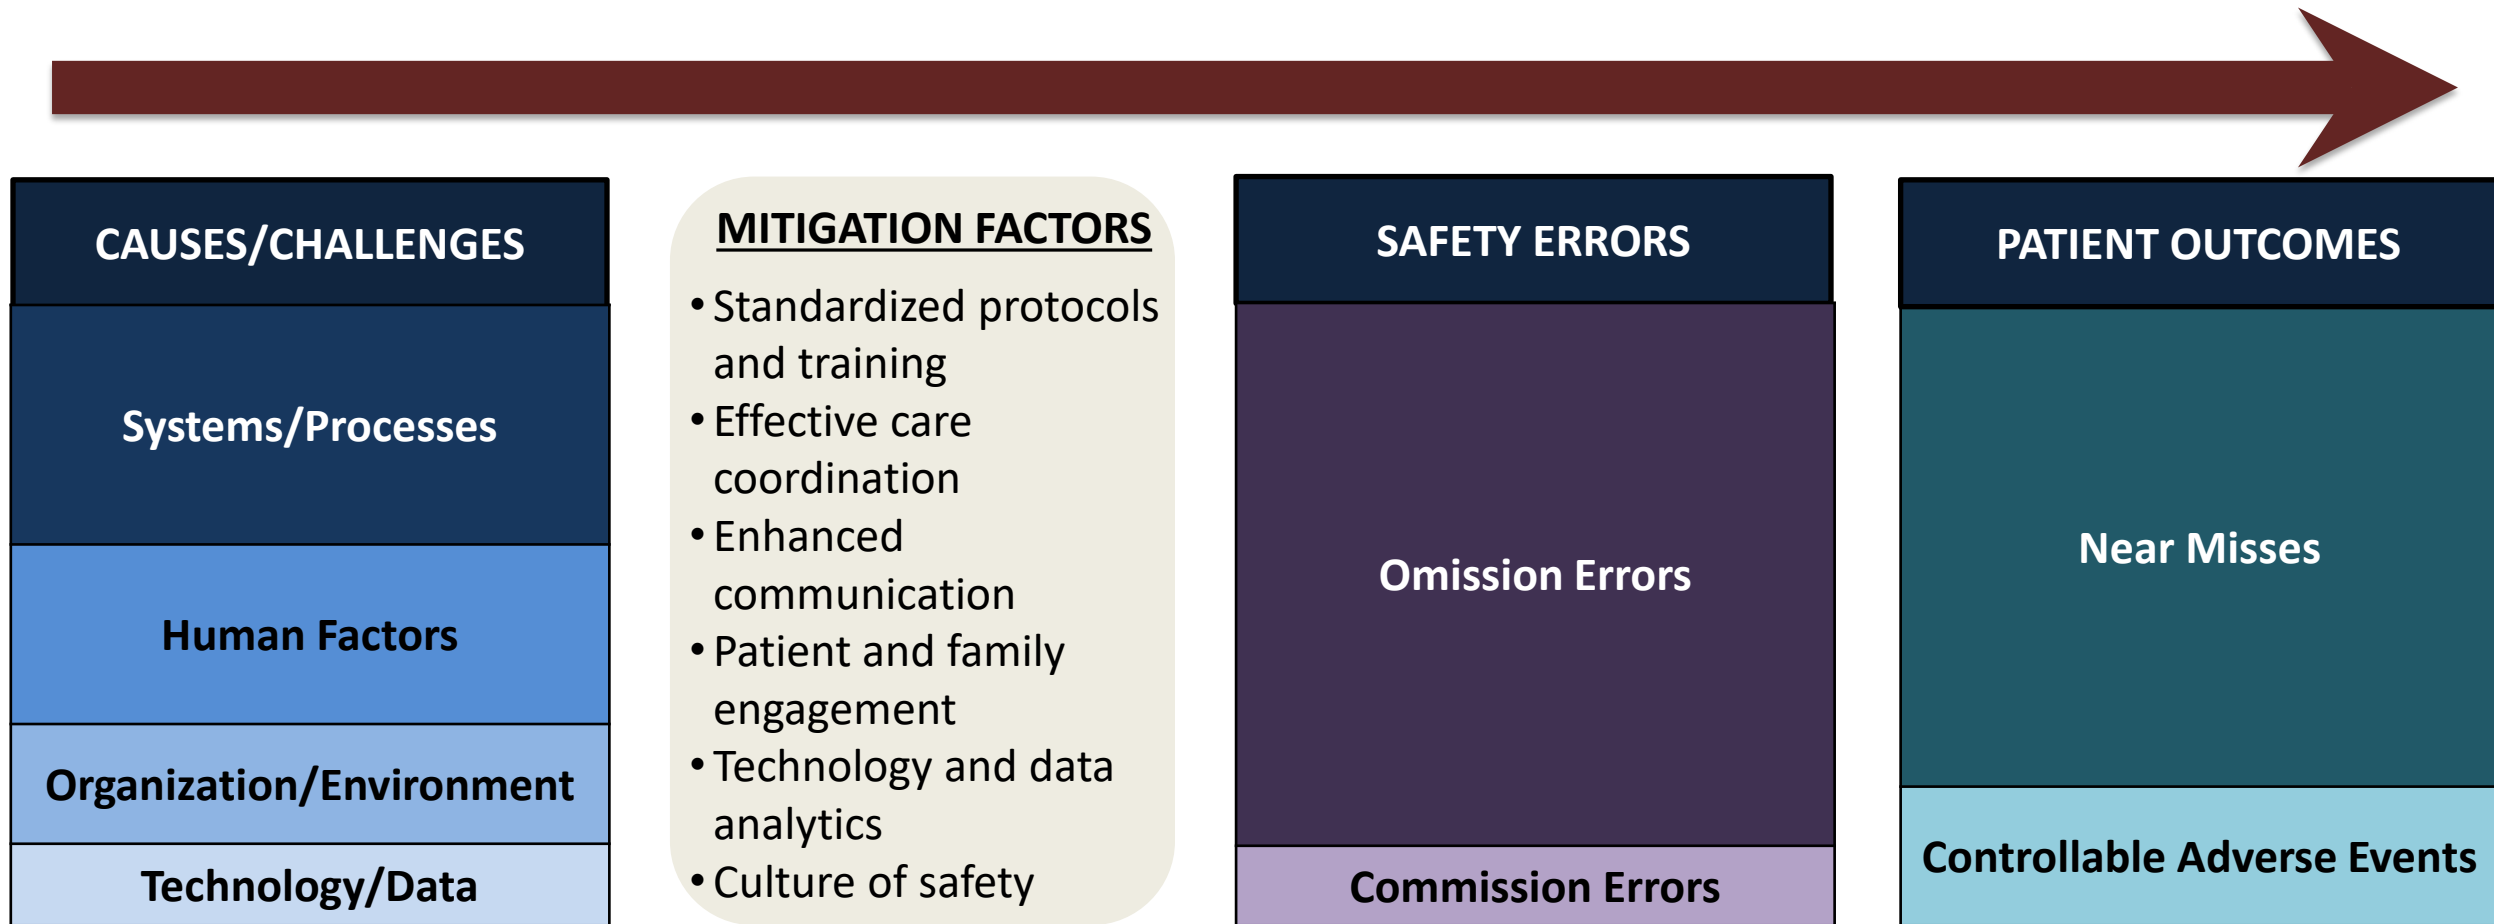 CAUSES/CHALLENGES
Systems/Processes
Human Factors
Organization/Environment
Technology/Data
MITIGATION FACTORS
• Standardized protocols
and training
• Effective care
coordination
• Enhanced
communication
• Patient and family
engagement
• Technology and data
analytics
• Culture of safety
SAFETY ERRORS
Omission Errors
Commission Errors
PATIENT OUTCOMES
Near Misses
Controllable Adverse Events